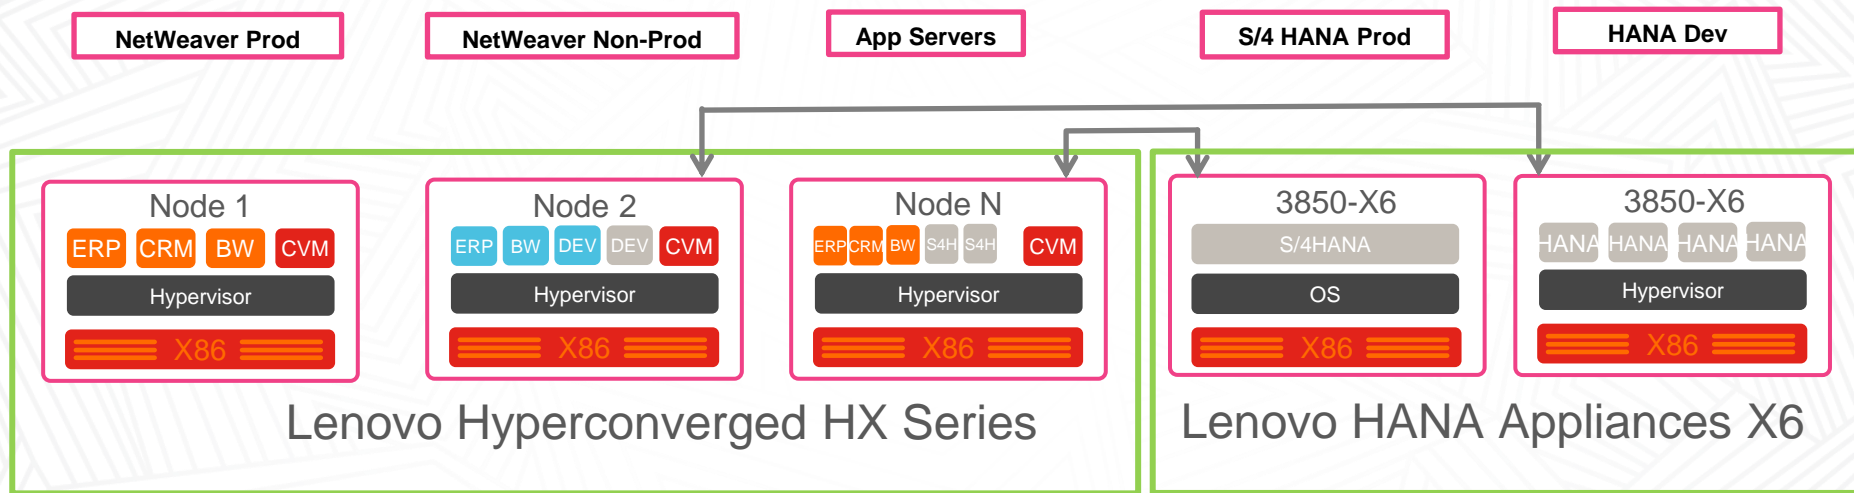 NetWeaver Prod
NetWeaver Non-Prod
App Servers
S/4 HANA Prod
HANA Dev
Node 1
ERP CRM BW CVM
Hypervisor
X86
Node 2
ERP BW DEV DEV CVM
Hypervisor
X86
Node N
ERP CRM BW S4H S4H CVM
Hypervisor
X86
Lenovo Hyperconverged HX Series
3850-X6
S/4HANA
OS
X86
3850-X6
HANA HANA HANA HANA
Hypervisor
X86
Lenovo HANA Appliances X6